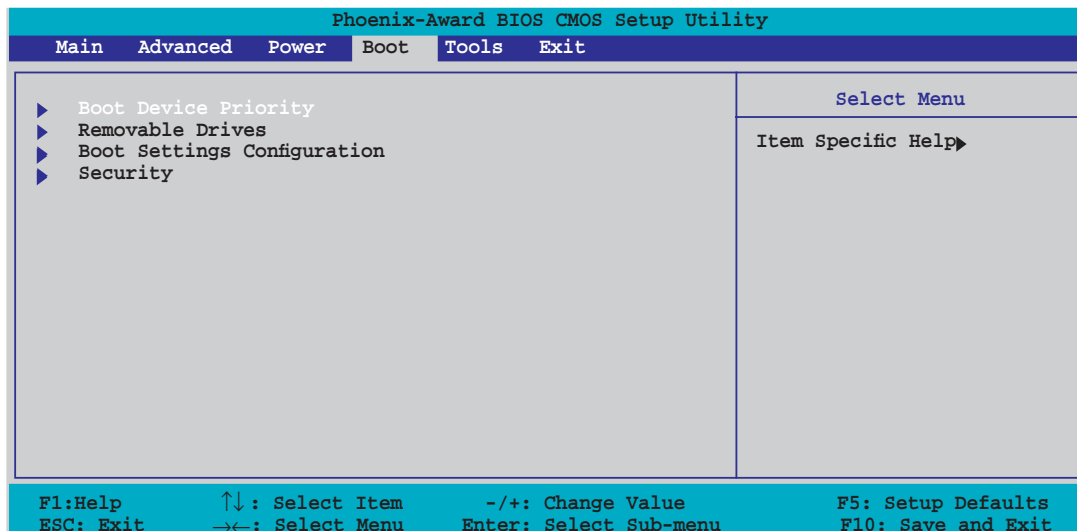 Phoenix-Award BIOS CMOS Setup Utility
Main Advanced Power Boot Tools Exit
Boot Device Priority
Removable Drives
Boot Settings Configuration
Security
Select Menu
Item Specific Help
F1:Help ↑↓: Select Item -/+: Change Value F5: Setup Defaults
ESC: Exit →←: Select Menu Enter: Select Sub-menu F10: Save and Exit